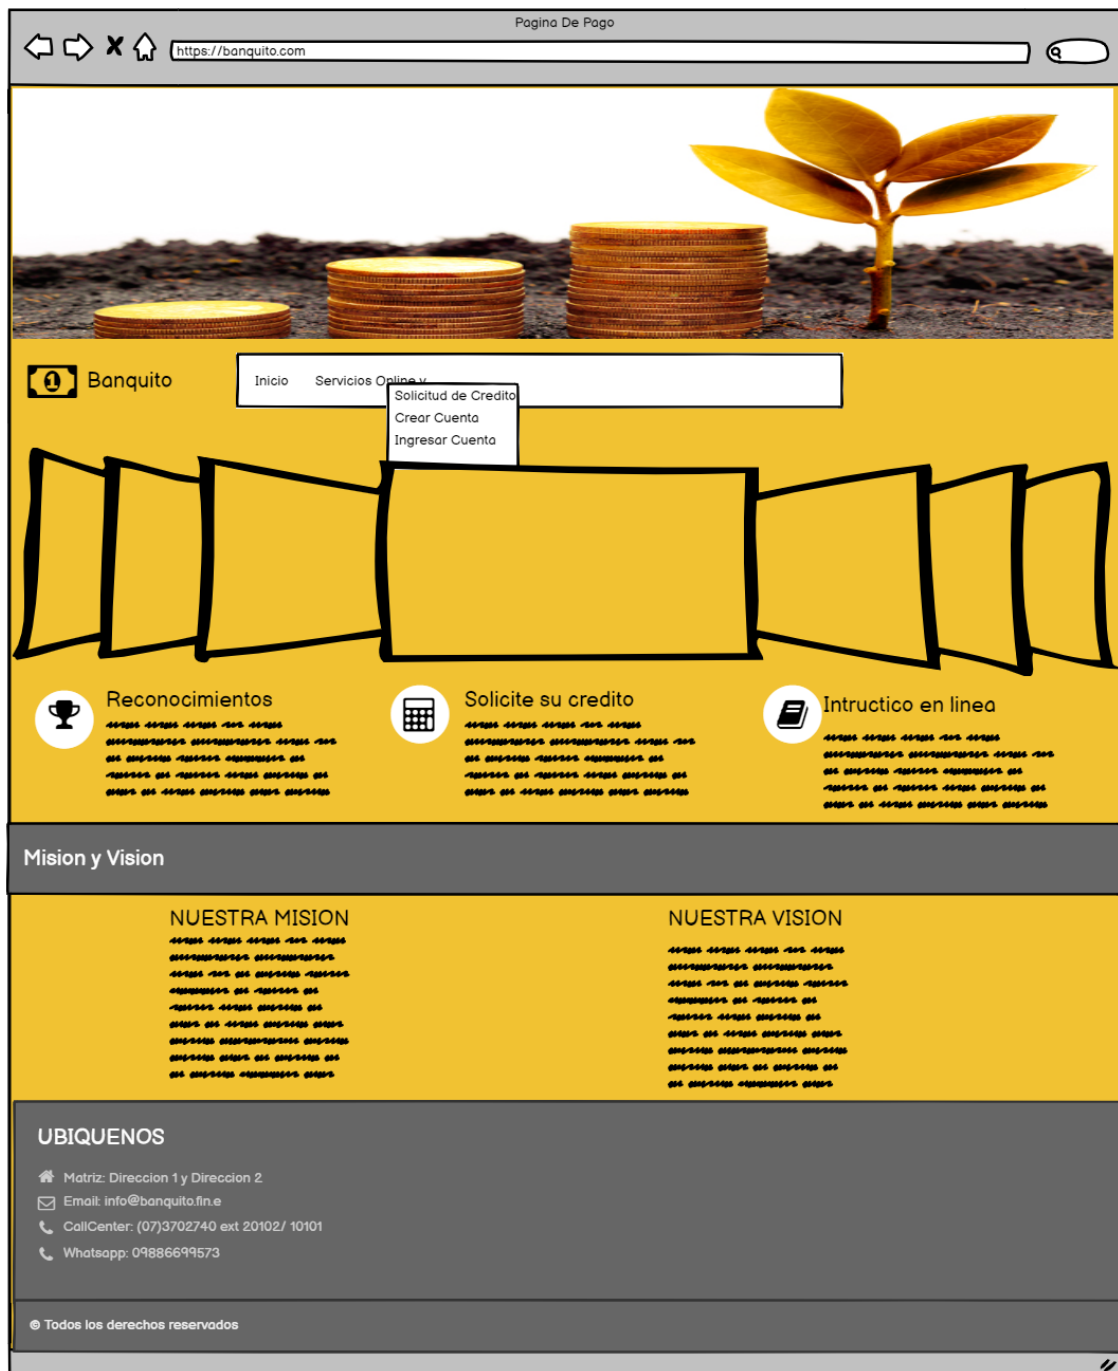 Pagina De Pago
https://banquito.com
1
Banquito
Inicio Servicios Online v
Solicitud de Credito
Crear Cuenta
Ingresar Cuenta
Reconocimientos
Solicite su credito
Intructico en linea
Mision y Vision
NUESTRA MISION
NUESTRA VISION
UBIQUENOS
Matriz: Direccion 1 y Direccion 2
Email: info@banquito.fin.e
CallCenter: (07)3702740 ext 20102/ 10101
Whatsapp: 09886699573
© Todos los derechos reservados